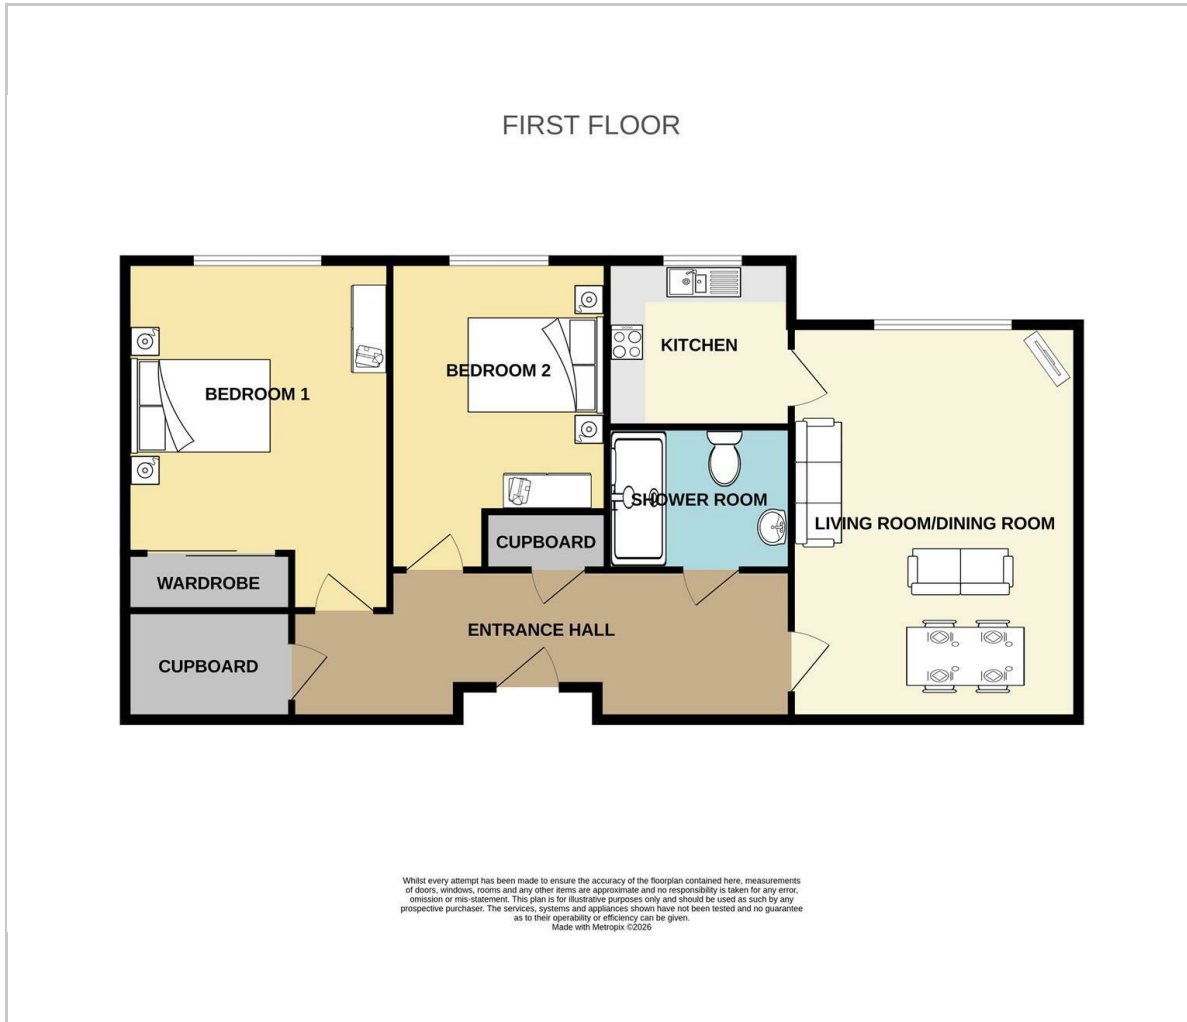 FIRST FLOOR
KITCHEN
BEDROOM 2
BEDROOM 1
SHOWER ROOM
LIVING ROOM/DINING ROOM
CUPBOARD
WARDROBE
ENTRANCE HALL
CUPBOARD
Whilst every attempt has been made to ensure the accuracy of the floorplan contained here, measurements
of doors, windows, rooms and any other items are approximate and no responsibility is taken for any error,
omission or mis-statement. This plan is for illustrative purposes only and should be used as such by any
prospective purchaser. The services, systems and appliances shown have not been tested and no guarantee
as to their operability or efficiency can be given.
Made with Metropix ©2026